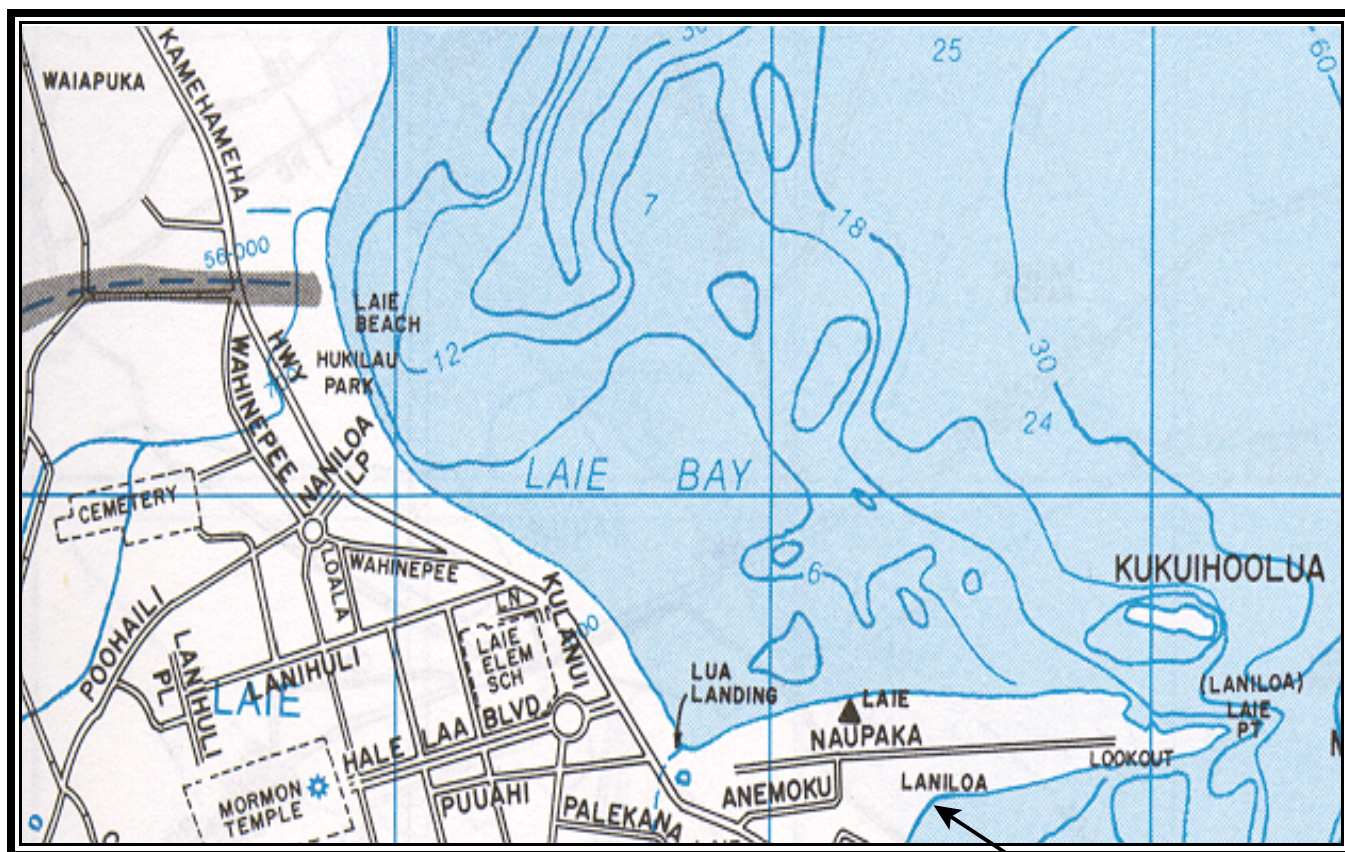 WAIAPUKA
KAMEHAMEHA
HWY
25
60
7
18
56-000
LAIE
BEACH
HUKILAU
PARK
12
30
24
WAHINEPEE
NANILOA
LP
LAIE BAY
CEMETERY
LOALA
WAHINEPEE
LN
KULANUI
6
KUKUIHOOLUA
POOHAILI
LANIHULI
PL
LANIHULI
LAIE
LAIE
ELEM
SCH
LUA
LANDING
LAIE
(LANILOA)
LAIE
PT
HALE LAA BLVD
NAUPAKA
LOOKOUT
LANILOA
MORMON
TEMPLE
PUUAHI
PALEKANA
ANEMOKU